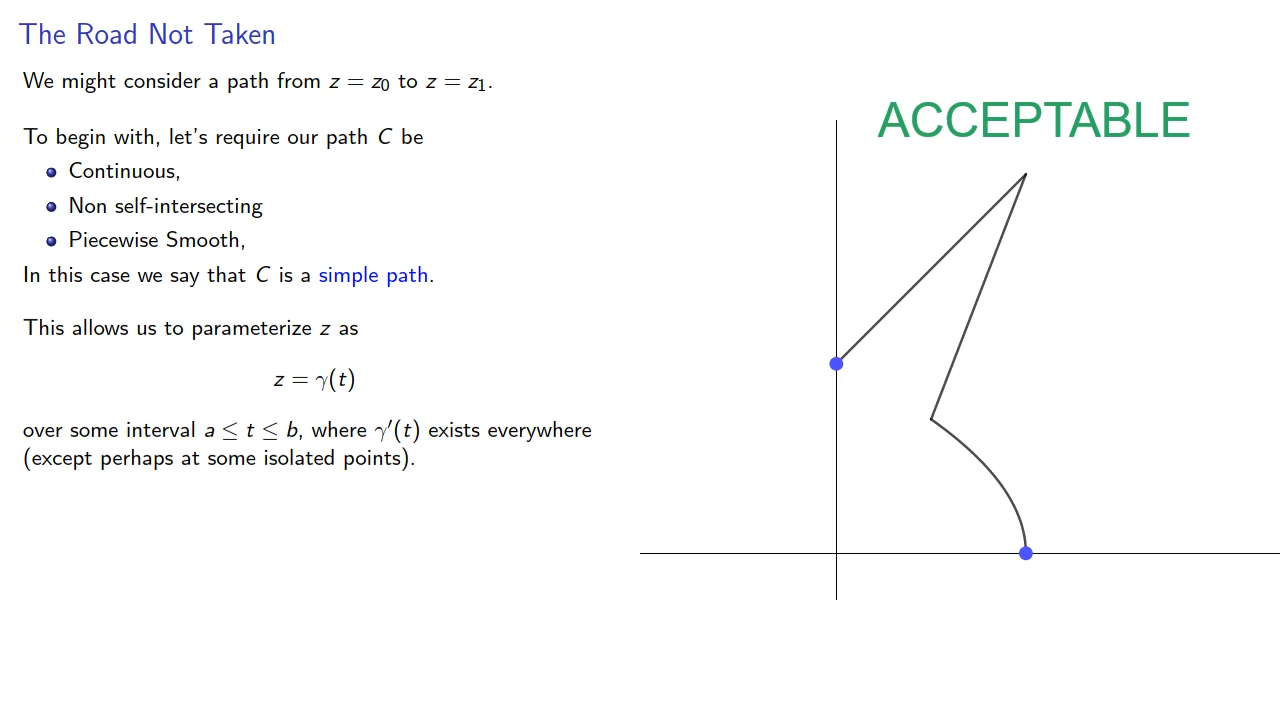 The Road Not Taken
We might consider a path from z = z₀ to z = z₁.
To begin with, let's require our path C be
Continuous,
Non self-intersecting
Piecewise Smooth,
In this case we say that C is a simple path.
This allows us to parameterize z as
z = γ(t)
over some interval a ≤ t ≤ b, where γ′(t) exists everywhere
(except perhaps at some isolated points).
ACCEPTABLE